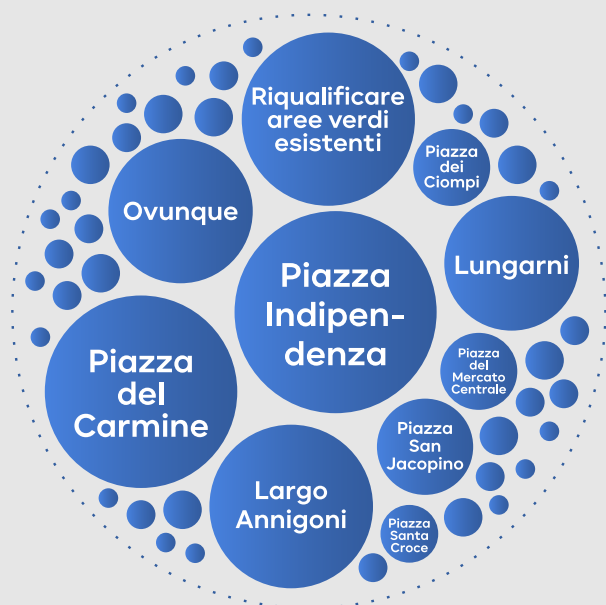 Riqualificare
aree verdi
esistenti
Piazza
dei
Ciompi
Ovunque
Lungarni
Piazza
Indipen-
denza
Piazza
del
Mercato
Centrale
Piazza
del
Carmine
Piazza
San
Jacopino
Largo
Annigoni
Piazza
Santa
Croce